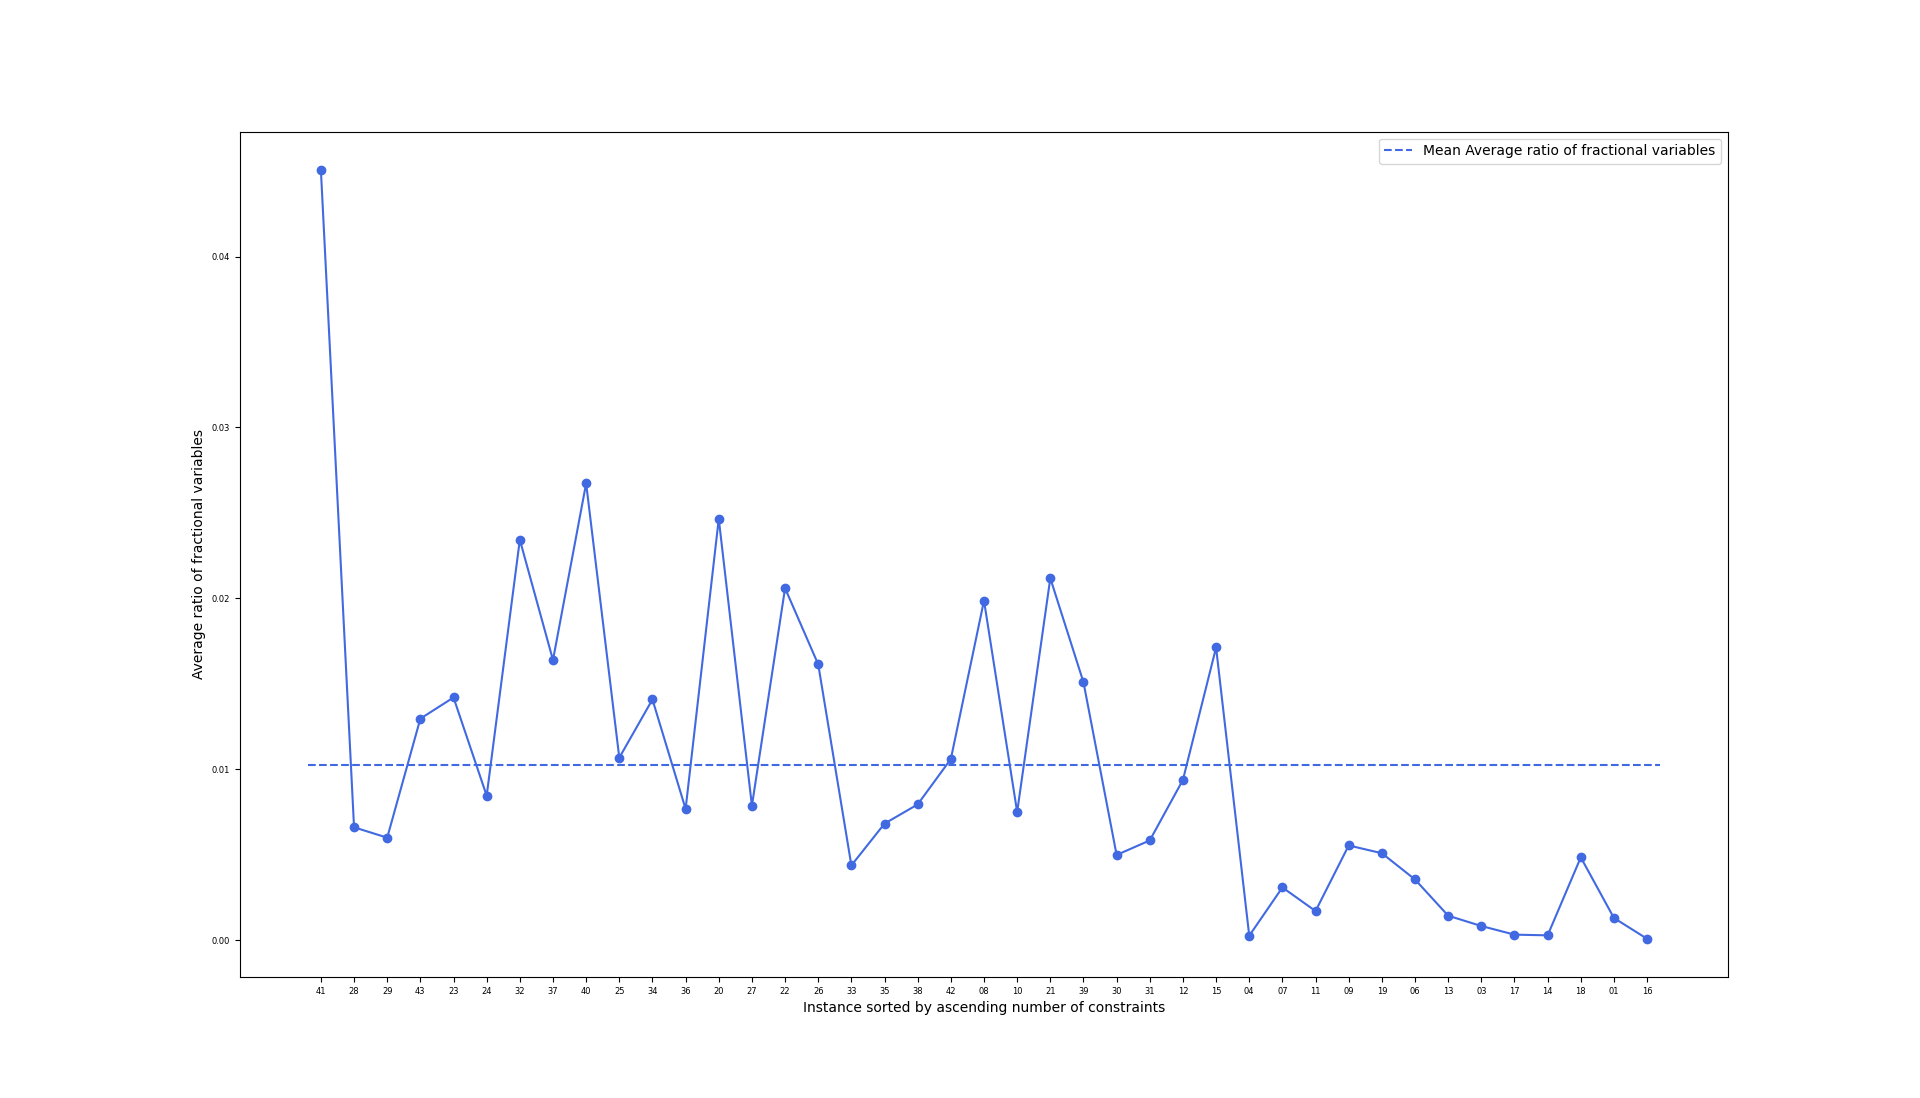 Mean Average ratio of fractional variables
Average ratio of fractional variables
0.04
0.03
0.02
0.01
0.00
41 28 29 43 23 24 32 37 40 25 34 36 20 27 22 26 33 35 38 42 08 10 21 39 30 31 12 15 04 07 11 09 19 06 13 03 17 14 18 01 16
Instance sorted by ascending number of constraints